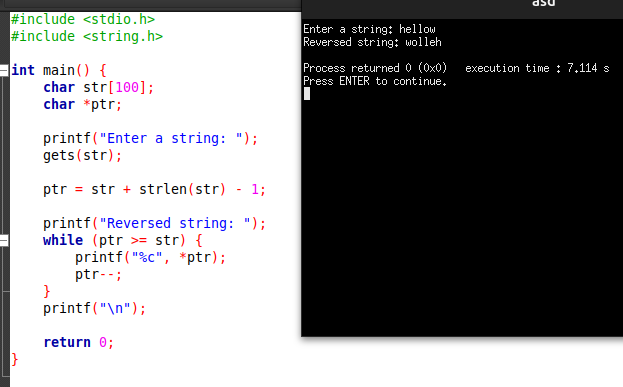 #include <stdio.h>
#include <string.h>
int main() {
    char str[100];
    char *ptr;
    printf("Enter a string: ");
    gets(str);
    ptr = str + strlen(str) - 1;
    printf("Reversed string: ");
    while (ptr >= str) {
        printf("%c", *ptr);
        ptr--;
    }
    printf("\n");
    return 0;
}
asd
Enter a string: hellow
Reversed string: wolleh
Process returned 0 (0x0)   execution time : 7.114 s
Press ENTER to continue.